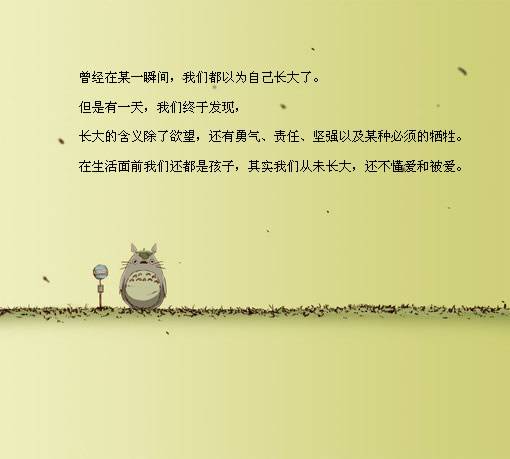 曾经在某一瞬间，我们都以为自己长大了。
但是有一天，我们终于发现，
长大的含义除了欲望，还有勇气、责任、坚强以及某种必须的牺牲。
在生活面前我们还都是孩子，其实我们从未长大，还不懂爱和被爱。